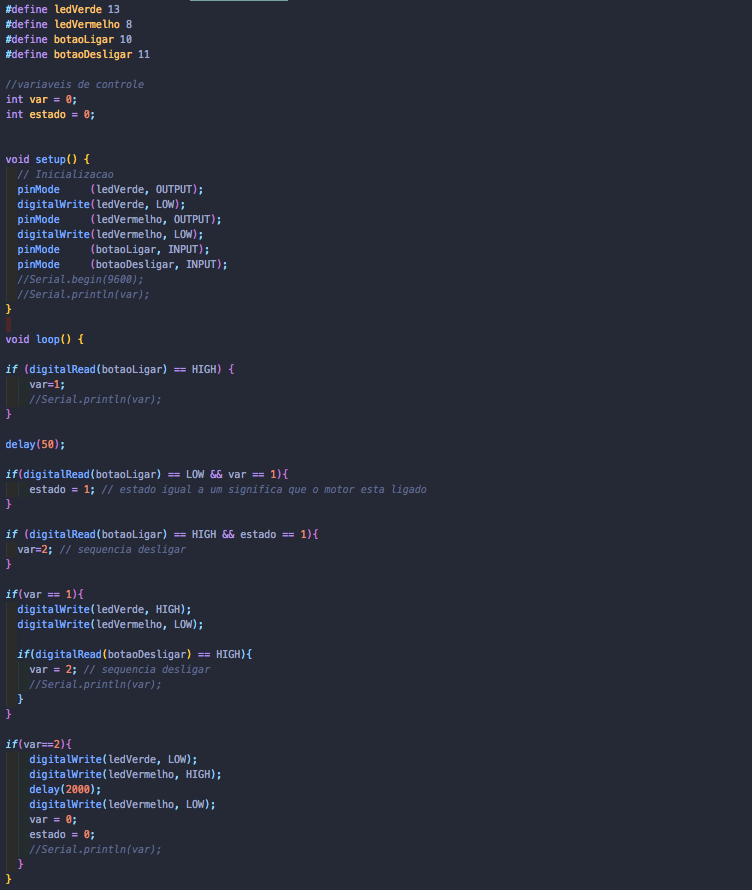 #define ledVerde 13
#define ledVermelho 8
#define botaoLigar 10
#define botaoDesligar 11

//variaveis de controle
int var = 0;
int estado = 0;


void setup() {
  // Inicializacao
  pinMode     (ledVerde, OUTPUT);
  digitalWrite(ledVerde, LOW);
  pinMode     (ledVermelho, OUTPUT);
  digitalWrite(ledVermelho, LOW);
  pinMode     (botaoLigar, INPUT);
  pinMode     (botaoDesligar, INPUT);
  //Serial.begin(9600);
  //Serial.println(var);
}

void loop() {

if (digitalRead(botaoLigar) == HIGH) {
    var=1;
    //Serial.println(var);
}

delay(50);

if(digitalRead(botaoLigar) == LOW && var == 1){
    estado = 1; // estado igual a um significa que o motor esta ligado
}

if (digitalRead(botaoLigar) == HIGH && estado == 1){
  var=2; // sequencia desligar
}

if(var == 1){
  digitalWrite(ledVerde, HIGH);
  digitalWrite(ledVermelho, LOW);

  if(digitalRead(botaoDesligar) == HIGH){
    var = 2; // sequencia desligar
    //Serial.println(var);
  }
}

if(var==2){
    digitalWrite(ledVerde, LOW);
    digitalWrite(ledVermelho, HIGH);
    delay(2000);
    digitalWrite(ledVermelho, LOW);
    var = 0;
    estado = 0;
    //Serial.println(var);
  }
}